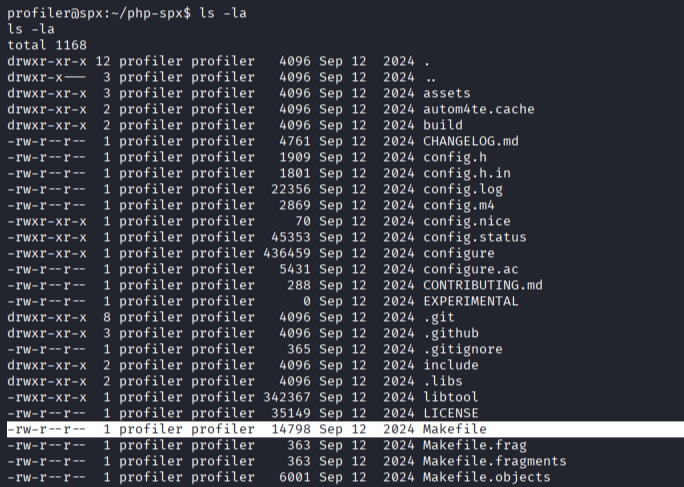 profiler@spx:~/php-spx$ ls -la
ls -la
total 1168
drwxr-xr-x 12 profiler profiler   4096 Sep 12  2024 .
drwxr-x---  3 profiler profiler   4096 Sep 12  2024 ..
drwxr-xr-x  3 profiler profiler   4096 Sep 12  2024 assets
drwxr-xr-x  2 profiler profiler   4096 Sep 12  2024 autom4te.cache
drwxr-xr-x  2 profiler profiler   4096 Sep 12  2024 build
-rw-r--r--  1 profiler profiler   4761 Sep 12  2024 CHANGELOG.md
-rw-r--r--  1 profiler profiler   1909 Sep 12  2024 config.h
-rw-r--r--  1 profiler profiler   1801 Sep 12  2024 config.h.in
-rw-r--r--  1 profiler profiler  22356 Sep 12  2024 config.log
-rw-r--r--  1 profiler profiler   2869 Sep 12  2024 config.m4
-rwxr-xr-x  1 profiler profiler     70 Sep 12  2024 config.nice
-rwxr-xr-x  1 profiler profiler  45353 Sep 12  2024 config.status
-rwxr-xr-x  1 profiler profiler 436459 Sep 12  2024 configure
-rw-r--r--  1 profiler profiler   5431 Sep 12  2024 configure.ac
-rw-r--r--  1 profiler profiler    288 Sep 12  2024 CONTRIBUTING.md
-rw-r--r--  1 profiler profiler      0 Sep 12  2024 EXPERIMENTAL
drwxr-xr-x  8 profiler profiler   4096 Sep 12  2024 .git
drwxr-xr-x  3 profiler profiler   4096 Sep 12  2024 .github
-rw-r--r--  1 profiler profiler    365 Sep 12  2024 .gitignore
drwxr-xr-x  2 profiler profiler   4096 Sep 12  2024 include
drwxr-xr-x  2 profiler profiler   4096 Sep 12  2024 .libs
-rwxr-xr-x  1 profiler profiler 342367 Sep 12  2024 libtool
-rw-r--r--  1 profiler profiler  35149 Sep 12  2024 LICENSE
-rw-r--r--  1 profiler profiler  14798 Sep 12  2024 Makefile
-rw-r--r--  1 profiler profiler    363 Sep 12  2024 Makefile.frag
-rw-r--r--  1 profiler profiler    363 Sep 12  2024 Makefile.fragments
-rw-r--r--  1 profiler profiler   6001 Sep 12  2024 Makefile.objects